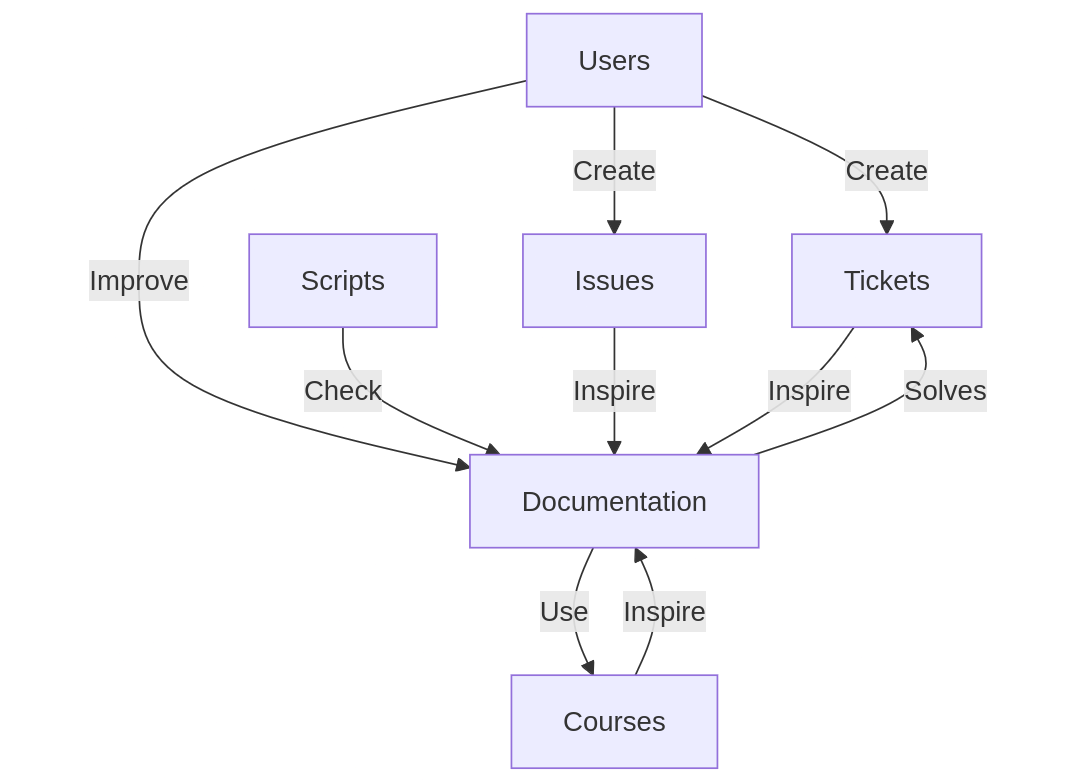 Users
Create
Create
Improve
Scripts
Issues
Tickets
Check
Inspire
Inspire
Solves
Documentation
Use
Inspire
Courses